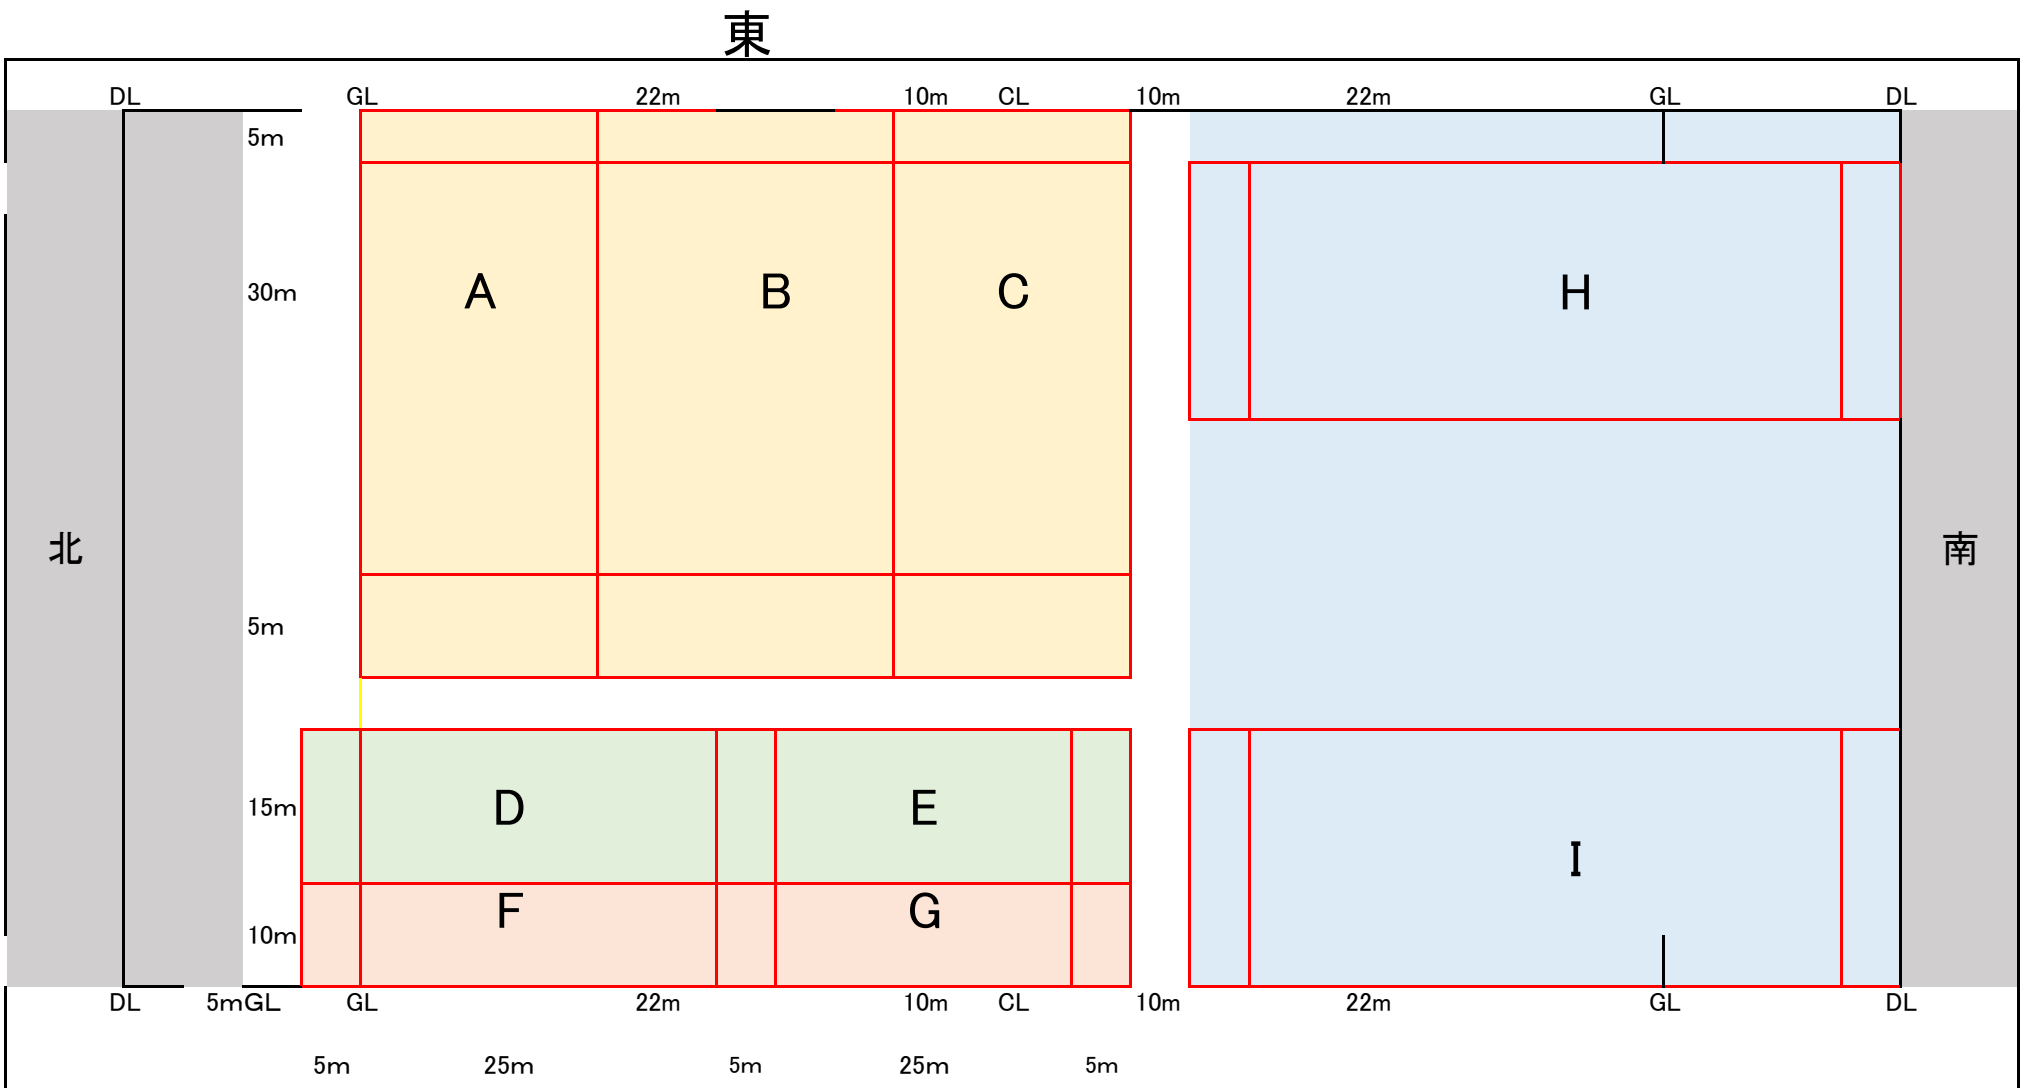 東
DL GL 22m 10m CL 10m 22m GL DL
5m
30m A B C H
北 南
5m
15m D E
I
F G
10m
DL 5mGL GL 22m 10m CL 10m 22m GL DL
5m 25m 5m 25m 5m